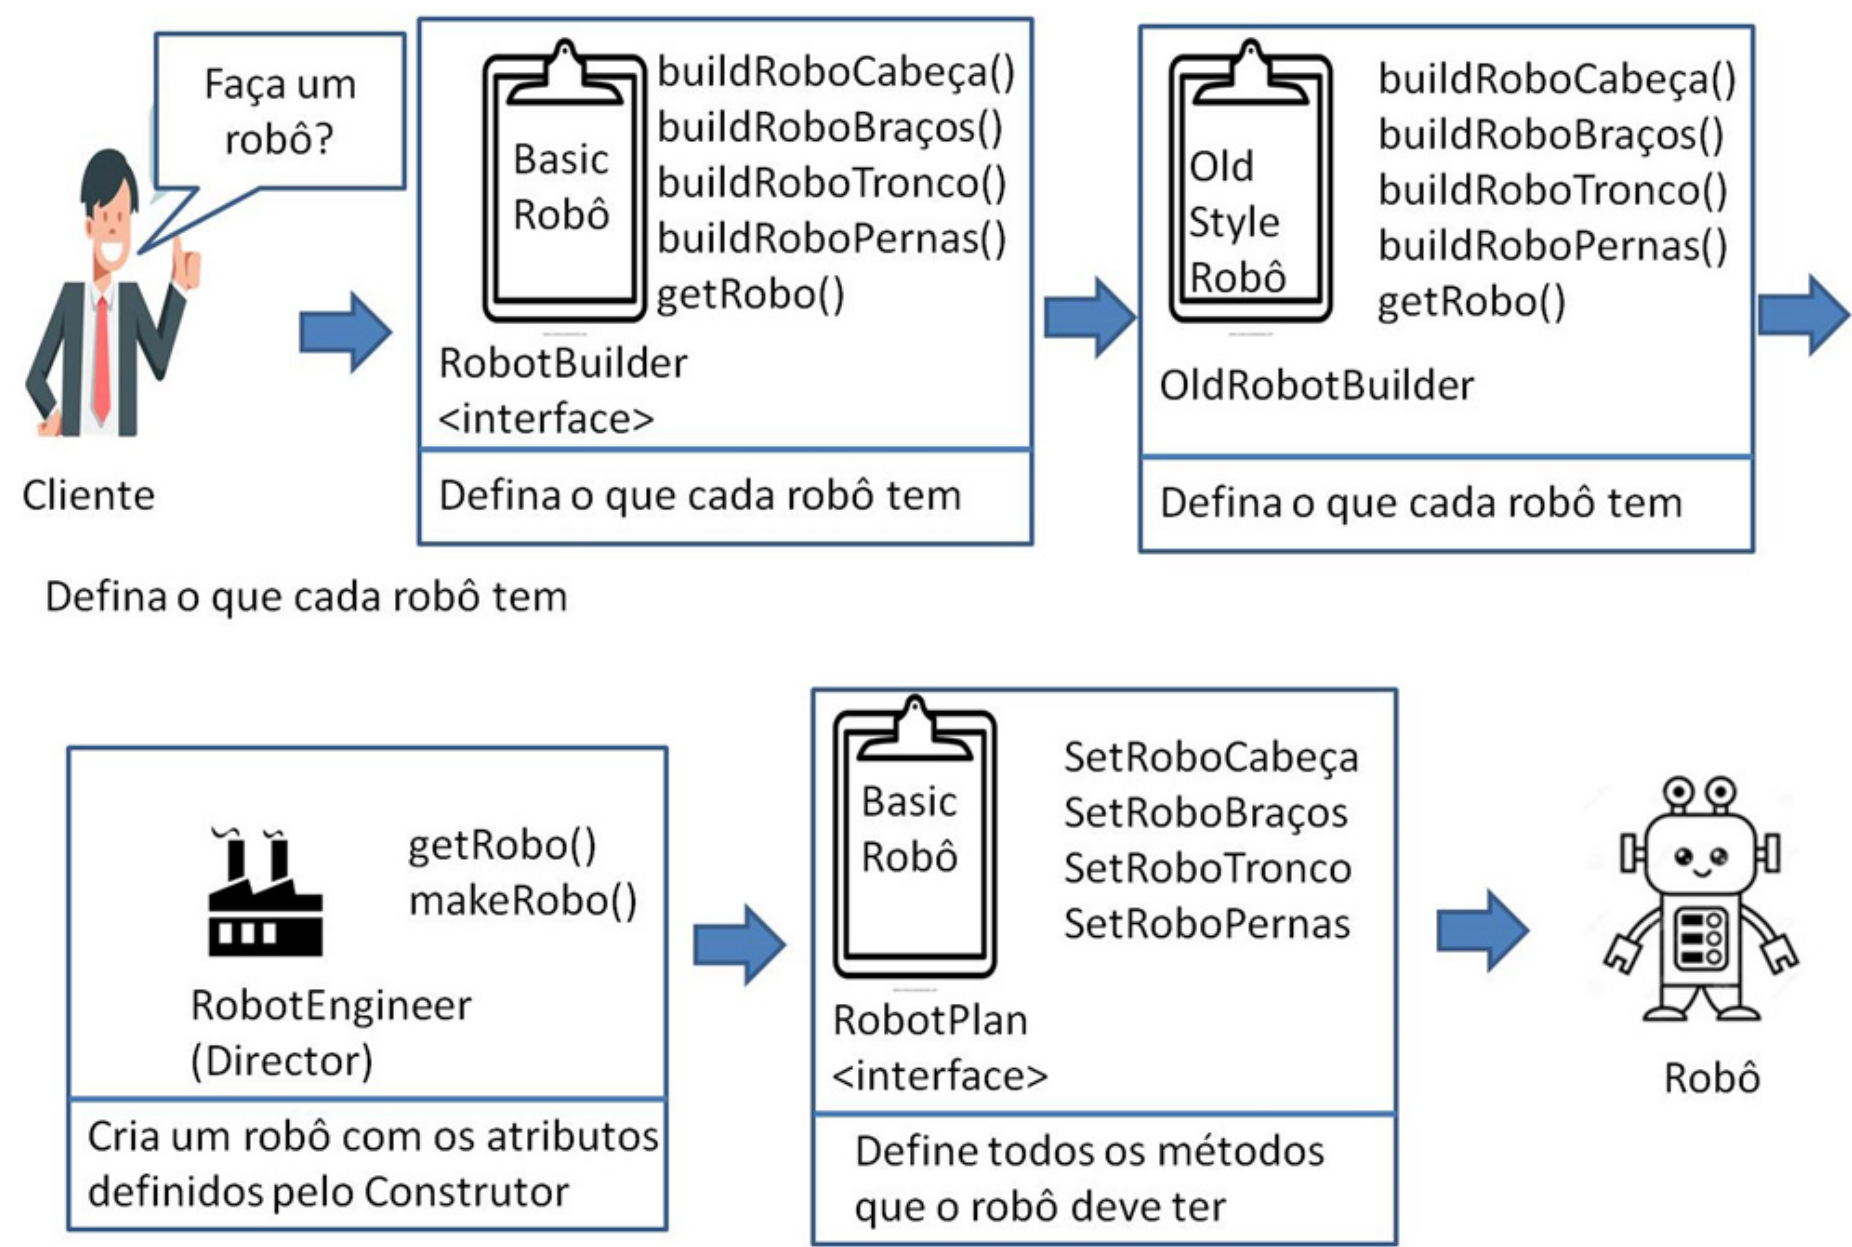 Faça um
robô?
Cliente
Basic
Robô
buildRoboCabeça()
buildRoboBraços()
buildRoboTronco()
buildRoboPernas()
getRobo()
RobotBuilder
<interface>
Defina o que cada robô tem
Old
Style
Robô
buildRoboCabeça()
buildRoboBraços()
buildRoboTronco()
buildRoboPernas()
getRobo()
OldRobotBuilder
Defina o que cada robô tem
Defina o que cada robô tem
getRobo()
makeRobo()
RobotEngineer
(Director)
Cria um robô com os atributos
definidos pelo Construtor
Basic
Robô
SetRoboCabeça
SetRoboBraços
SetRoboTronco
SetRoboPernas
RobotPlan
<interface>
Define todos os métodos
que o robô deve ter
Robô